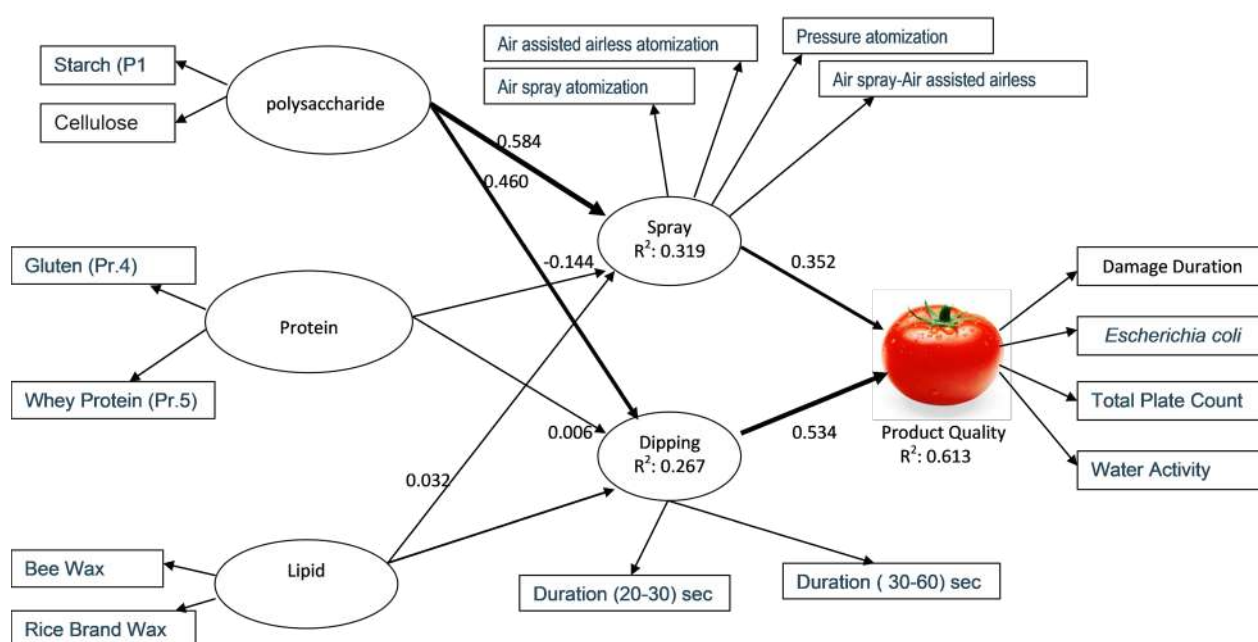 Starch (P1
Cellulose
polysaccharide
Air assisted airless atomization
Air spray atomization
Pressure atomization
Air spray-Air assisted airless
0.584
0.460
Spray
R²: 0.319
Gluten (Pr.4)
Protein
Whey Protein (Pr.5)
-0.144
0.352
0.006
0.032
Dipping
R²: 0.267
0.534
Product Quality
R²: 0.613
Damage Duration
Escherichia coli
Total Plate Count
Water Activity
Bee Wax
Rice Brand Wax
Lipid
Duration (20-30) sec
Duration ( 30-60) sec